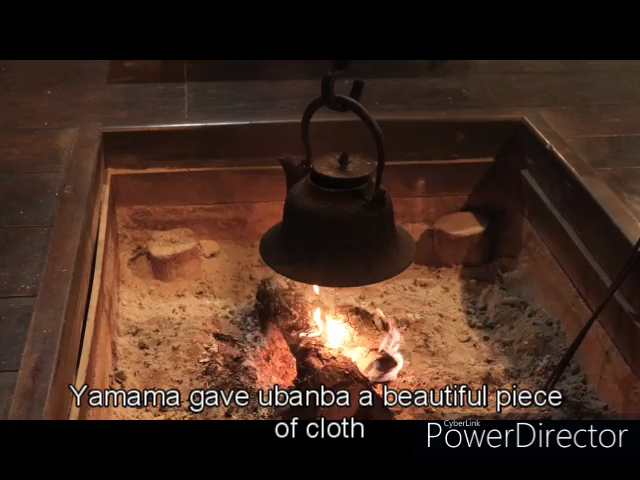 Yamama gave ubanba a beautiful piece
of cloth
CyberLink
PowerDirector